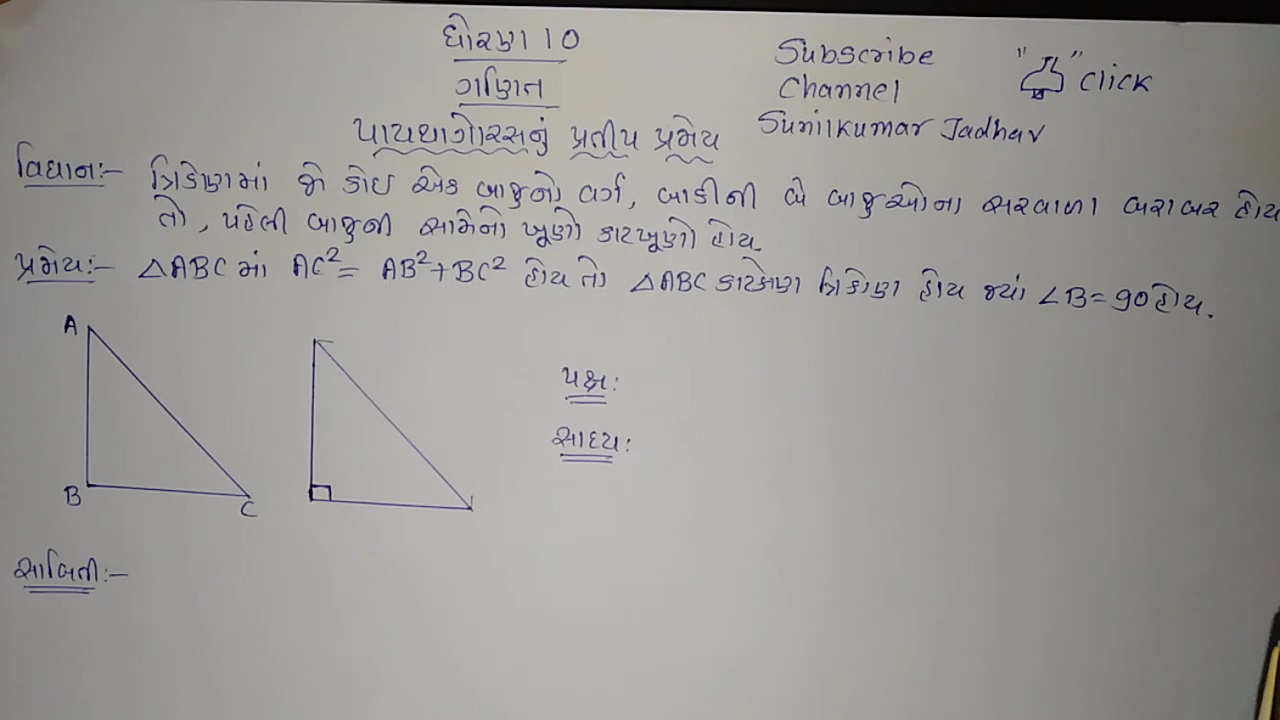 ધોરણ 10
ગણિત
પાયથાગોરસનું પ્રતીપ પ્રમેય
Subscribe
Channel
Sunilkumar Jadhav
" " click
વિધાન:- ત્રિકોણમાં જો કોઇ એક બાજુનો વર્ગ, બાકીની બે બાજુઓના સરવાળા બરાબર હોય
તો, પહેલી બાજુની સામેનો ખૂણો કાટખૂણો હોય.
પ્રમેય:- △ABC માં AC² = AB²+BC² હોય તો △ABC કાટકોણ ત્રિકોણ હોય જ્યાં ∠B=90 હોય.
A
B
C
પક્ષ:
સાધ્ય:
સાબિતી:-